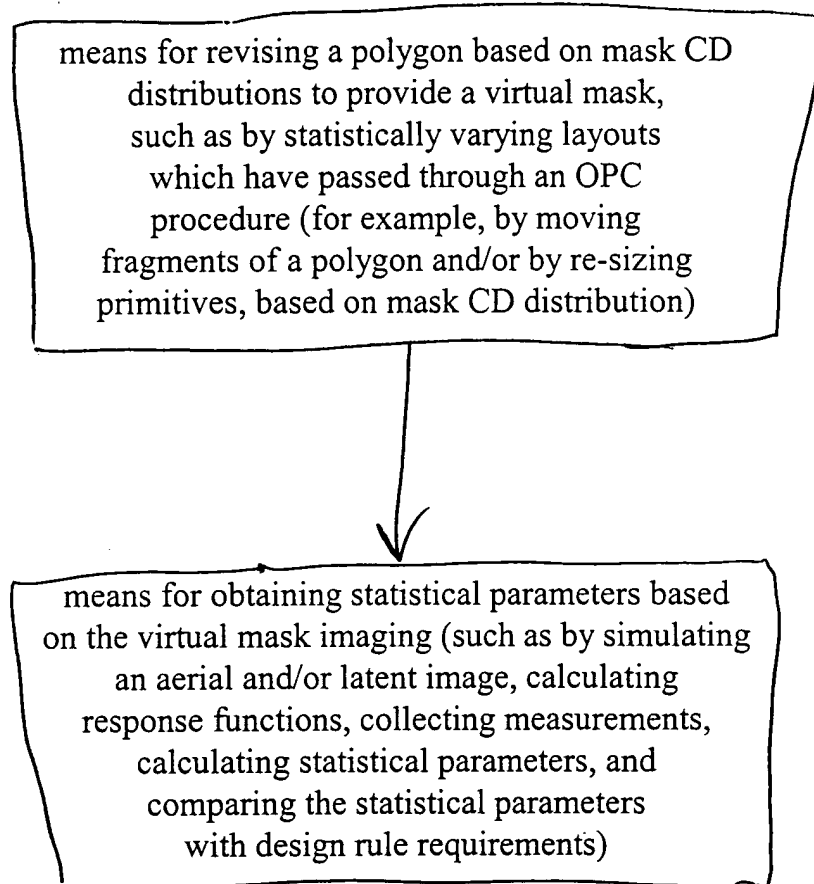 means for revising a polygon based on mask CD
distributions to provide a virtual mask,
such as by statistically varying layouts
which have passed through an OPC
procedure (for example, by moving
fragments of a polygon and/or by re-sizing
primitives, based on mask CD distribution)
means for obtaining statistical parameters based
on the virtual mask imaging (such as by simulating
an aerial and/or latent image, calculating
response functions, collecting measurements,
calculating statistical parameters, and
comparing the statistical parameters
with design rule requirements)